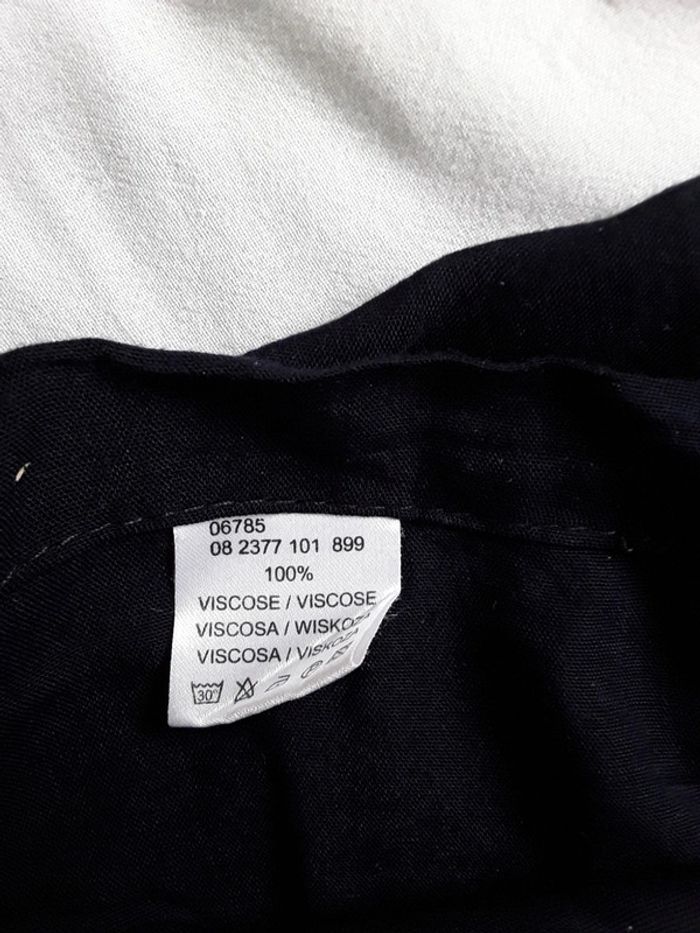 06785
08 2377 101 899
100%
VISCOSE / VISCOSE
VISCOSA / WISKOZA
VISCOSA / VISKOZA
30°